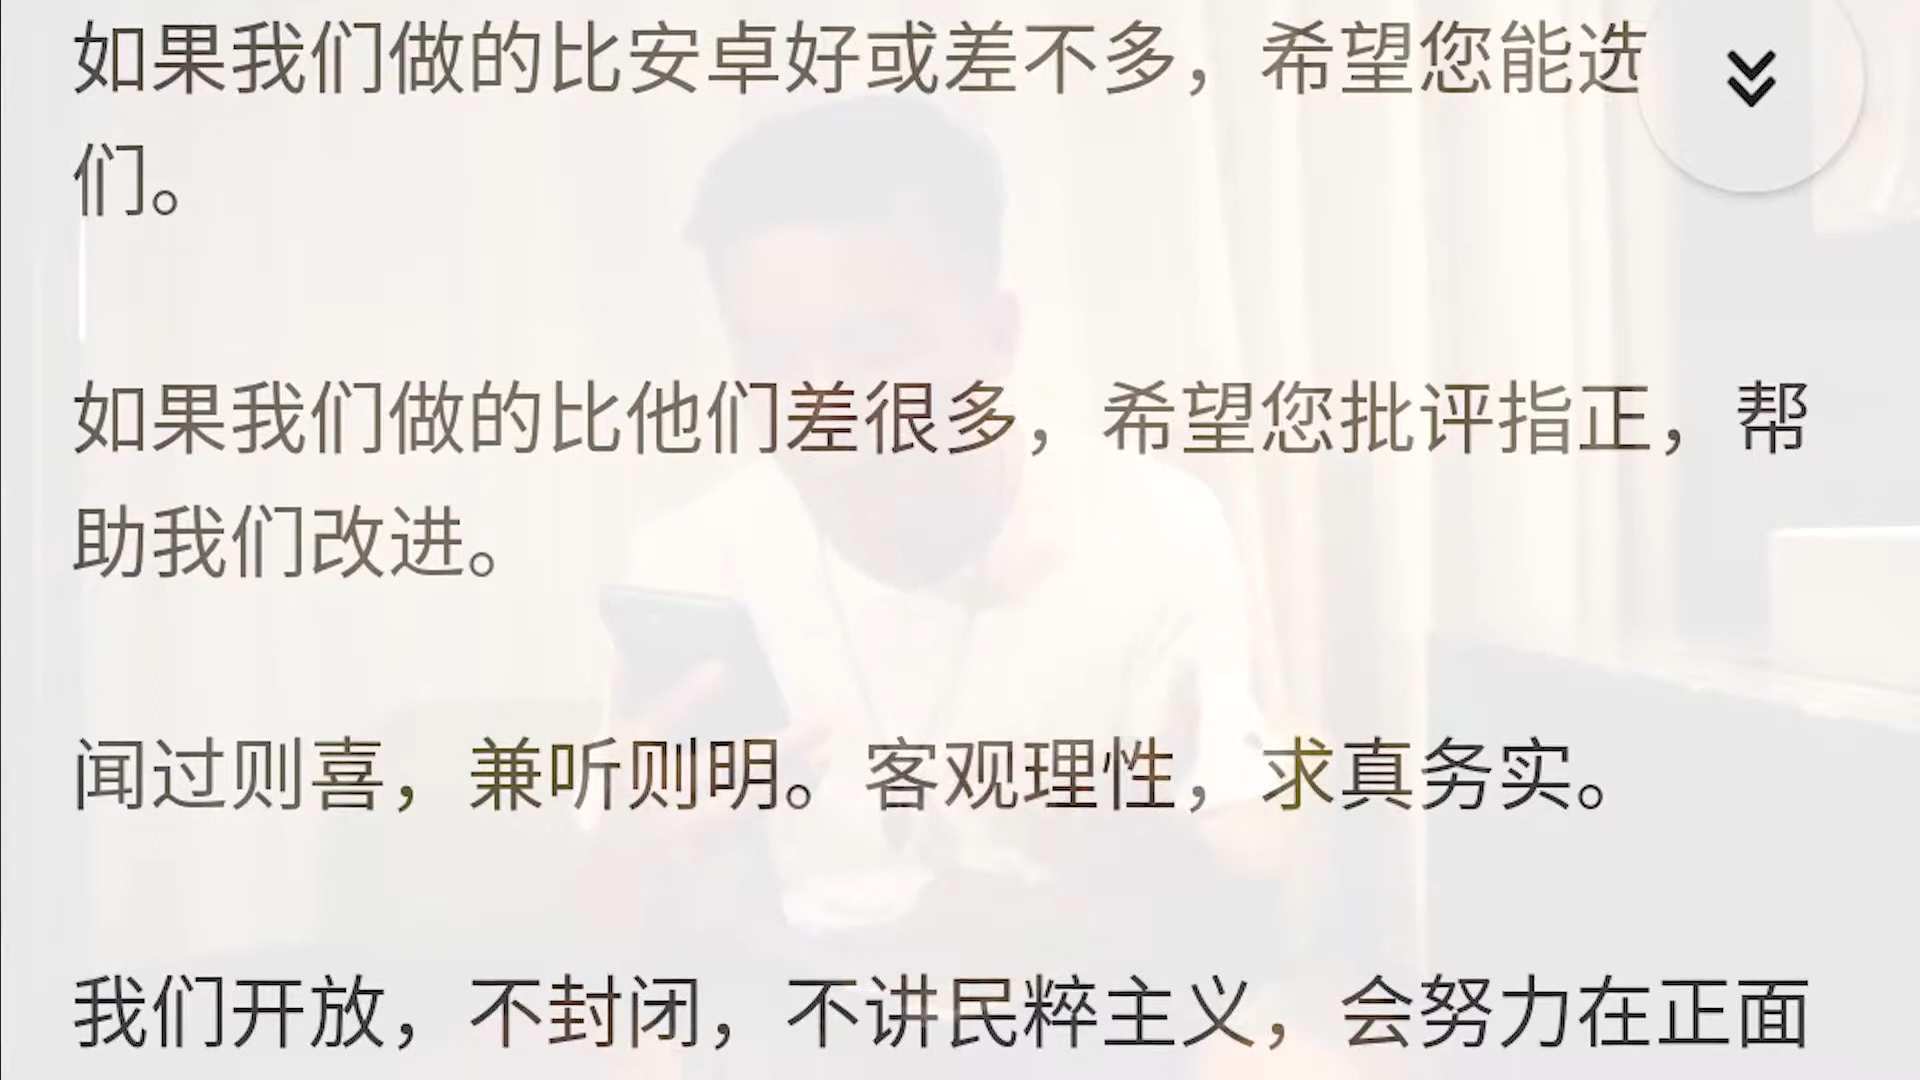 如果我们做的比安卓好或差不多，希望您能选
们。
如果我们做的比他们差很多，希望您批评指正，帮
助我们改进。
闻过则喜，兼听则明。客观理性，求真务实。
我们开放，不封闭，不讲民粹主义，会努力在正面